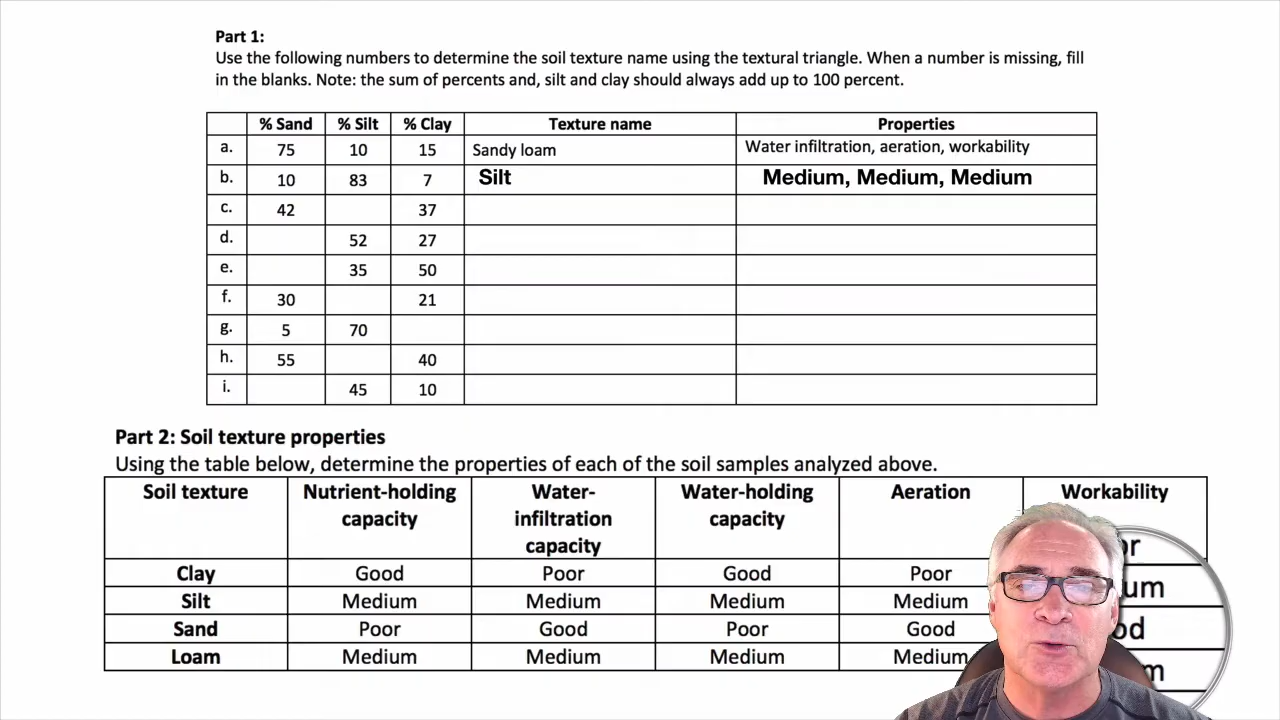 Part 1:
Use the following numbers to determine the soil texture name using the textural triangle. When a number is missing, fill
in the blanks. Note: the sum of percents and, silt and clay should always add up to 100 percent.
% Sand % Silt % Clay Texture name Properties
a. 75 10 15 Sandy loam Water infiltration, aeration, workability
b. 10 83 7 Silt Medium, Medium, Medium
c. 42 37
d. 52 27
e. 35 50
f. 30 21
g. 5 70
h. 55 40
i. 45 10
Part 2: Soil texture properties
Using the table below, determine the properties of each of the soil samples analyzed above.
Soil texture Nutrient-holding Water- Water-holding Aeration Workability
capacity infiltration capacity
capacity
Clay Good Poor Good Poor
Silt Medium Medium Medium Medium
Sand Poor Good Poor Good
Loam Medium Medium Medium Medium